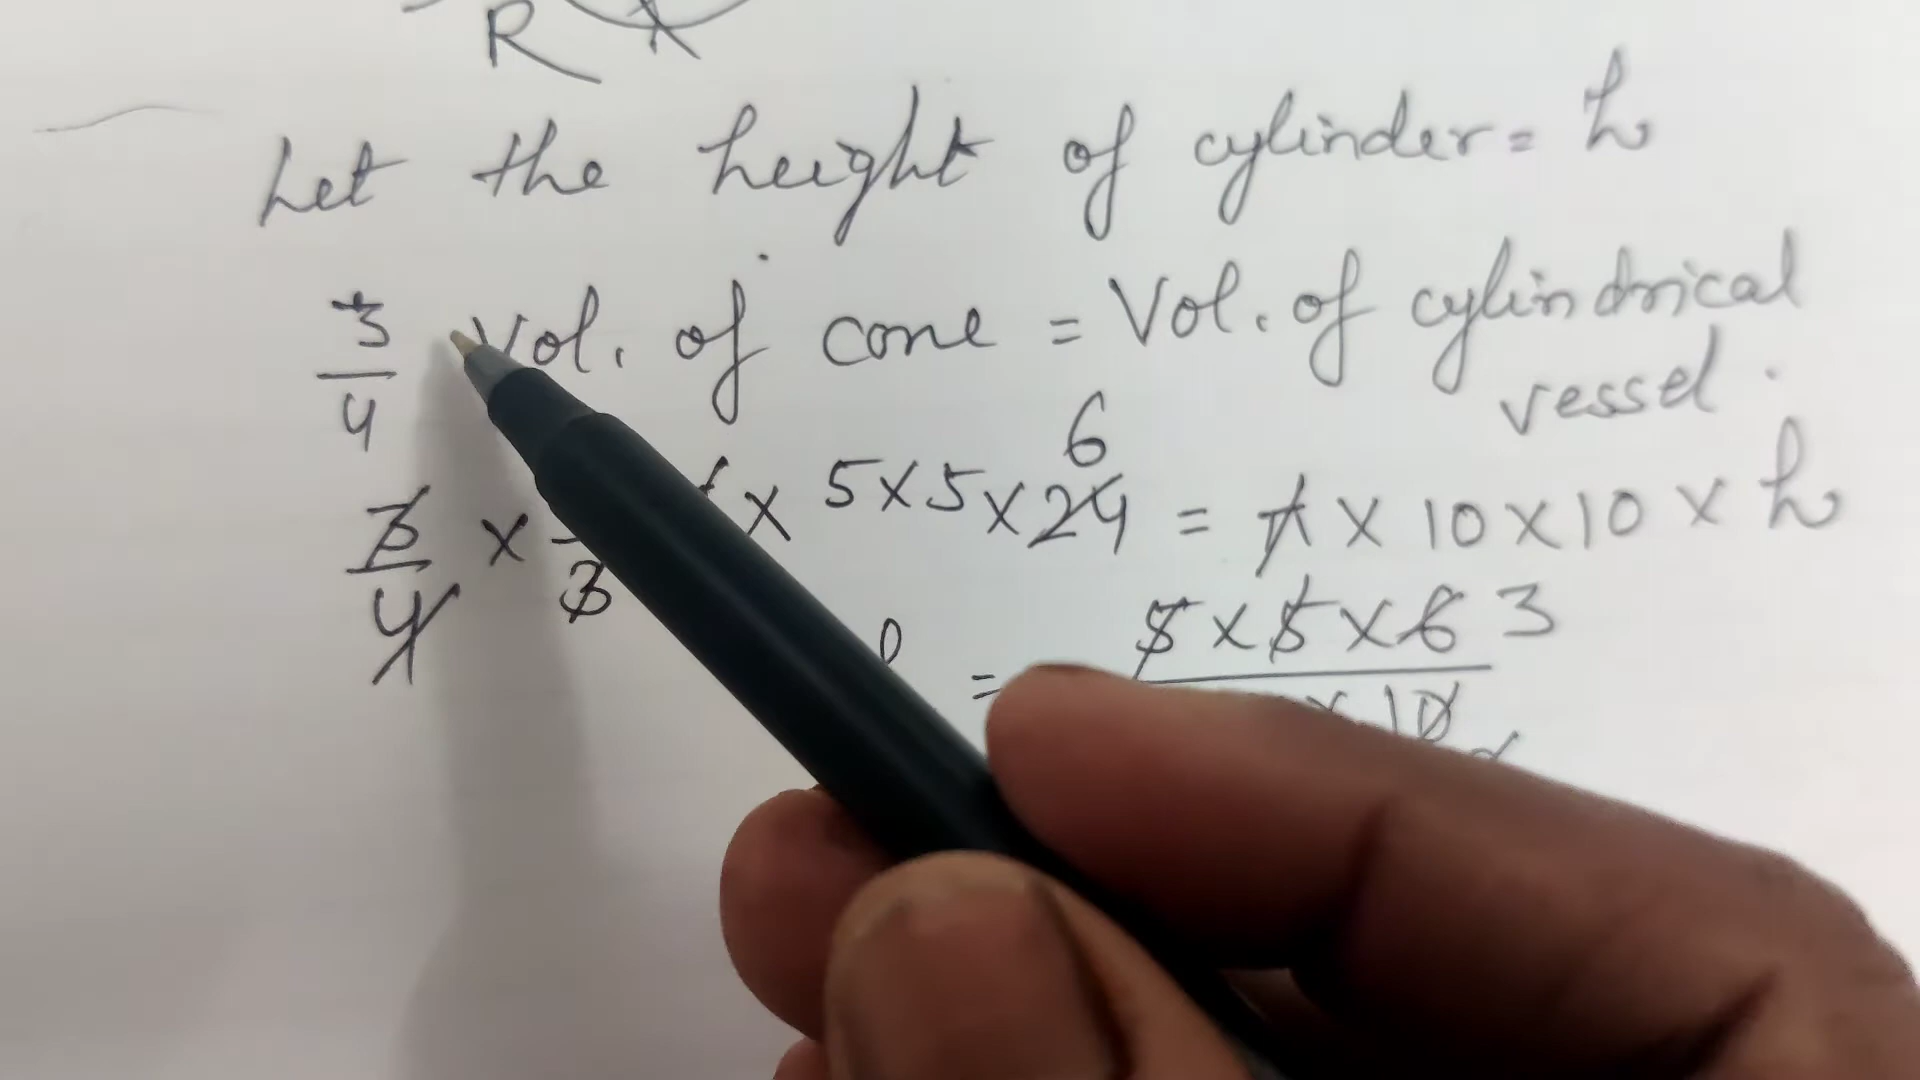 R
Let the height of cylinder = h
3/4 Vol. of cone = Vol. of cylindrical
vessel.
6
3/4 × /3 × 5×5×24 = π × 10×10 × h
= 5×5×6 3
× 10